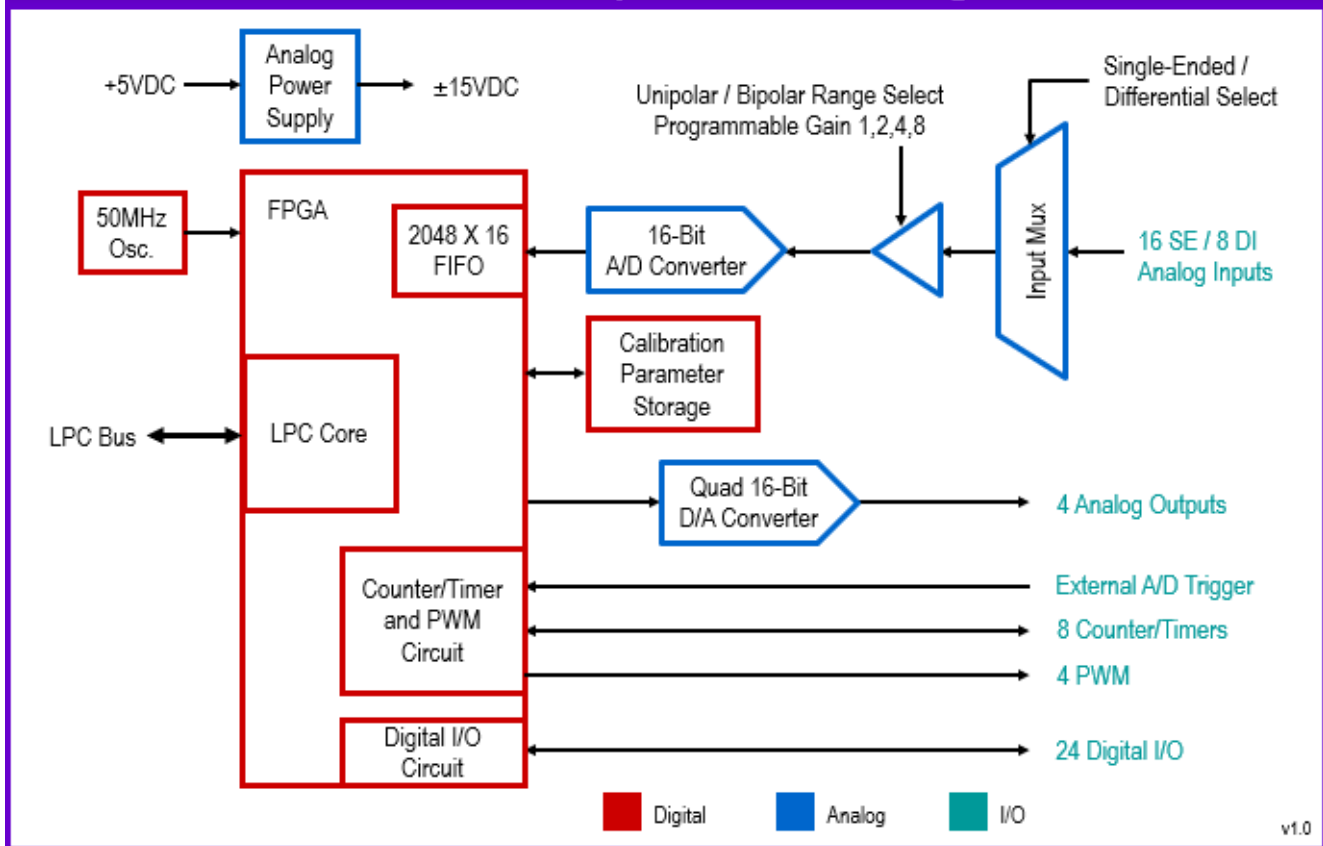 +5VDC
Analog
Power
Supply
±15VDC
Unipolar / Bipolar Range Select
Programmable Gain 1,2,4,8
Single-Ended /
Differential Select
50MHz
Osc.
FPGA
2048 X 16
FIFO
16-Bit
A/D Converter
Input Mux
16 SE / 8 DI
Analog Inputs
Calibration
Parameter
Storage
LPC Bus
LPC Core
Quad 16-Bit
D/A Converter
4 Analog Outputs
Counter/Timer
and PWM
Circuit
External A/D Trigger
8 Counter/Timers
4 PWM
Digital I/O
Circuit
24 Digital I/O
Digital
Analog
I/O
v1.0